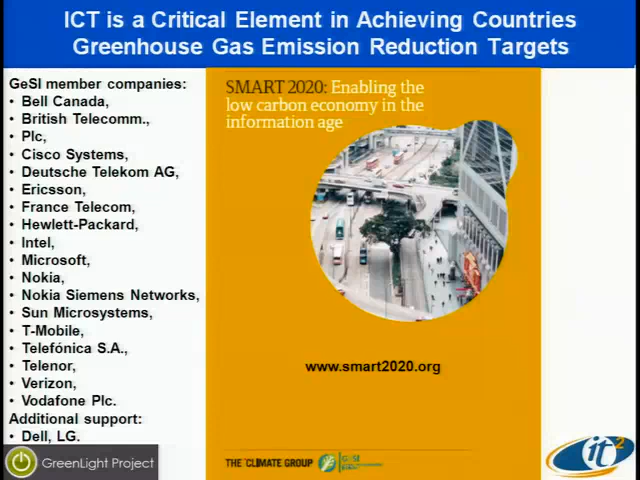 ICT is a Critical Element in Achieving Countries
Greenhouse Gas Emission Reduction Targets
GeSI member companies:
• Bell Canada,
• British Telecomm.,
• Plc,
• Cisco Systems,
• Deutsche Telekom AG,
• Ericsson,
• France Telecom,
• Hewlett-Packard,
• Intel,
• Microsoft,
• Nokia,
• Nokia Siemens Networks,
• Sun Microsystems,
• T-Mobile,
• Telefónica S.A.,
• Telenor,
• Verizon,
• Vodafone Plc.
Additional support:
• Dell, LG.
GreenLight Project
SMART 2020: Enabling the
low carbon economy in the
information age
www.smart2020.org
THE °CLIMATE GROUP
GeSI
it²